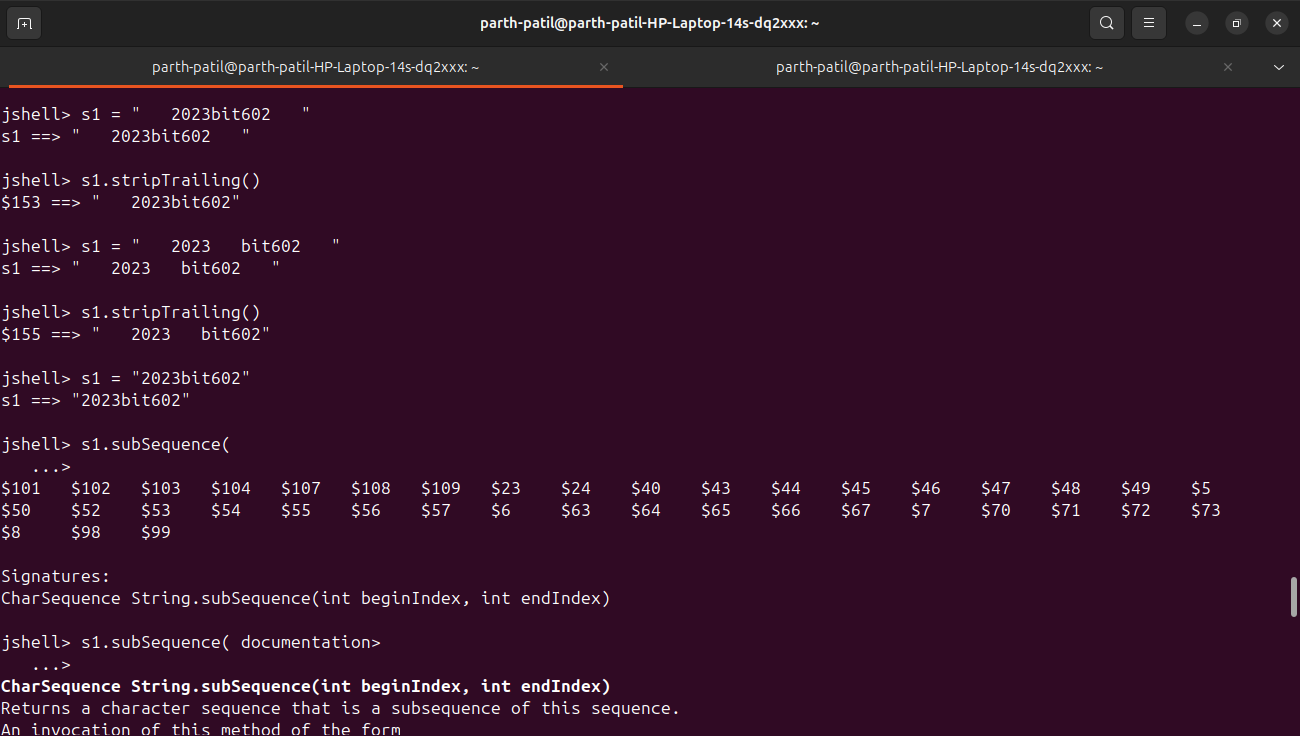 parth-patil@parth-patil-HP-Laptop-14s-dq2xxx: ~
parth-patil@parth-patil-HP-Laptop-14s-dq2xxx: ~
parth-patil@parth-patil-HP-Laptop-14s-dq2xxx: ~
jshell> s1 = "   2023bit602   "
s1 ==> "   2023bit602   "
jshell> s1.stripTrailing()
$153 ==> "   2023bit602"
jshell> s1 = "   2023   bit602   "
s1 ==> "   2023   bit602   "
jshell> s1.stripTrailing()
$155 ==> "   2023   bit602"
jshell> s1 = "2023bit602"
s1 ==> "2023bit602"
jshell> s1.subSequence(
   ...>
$101   $102   $103   $104   $107   $108   $109   $23    $24    $40    $43    $44    $45    $46    $47    $48    $49    $5
$50    $52    $53    $54    $55    $56    $57    $6     $63    $64    $65    $66    $67    $7     $70    $71    $72    $73
$8     $98    $99
Signatures:
CharSequence String.subSequence(int beginIndex, int endIndex)
jshell> s1.subSequence( documentation>
   ...>
CharSequence String.subSequence(int beginIndex, int endIndex)
Returns a character sequence that is a subsequence of this sequence.
An invocation of this method of the form